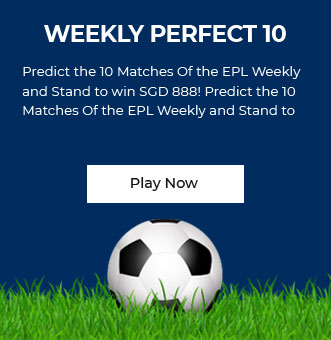 WEEKLY PERFECT 10
Predict the 10 Matches Of the EPL Weekly
and Stand to win SGD 888! Predict the 10
Matches Of the EPL Weekly and Stand to
Play Now